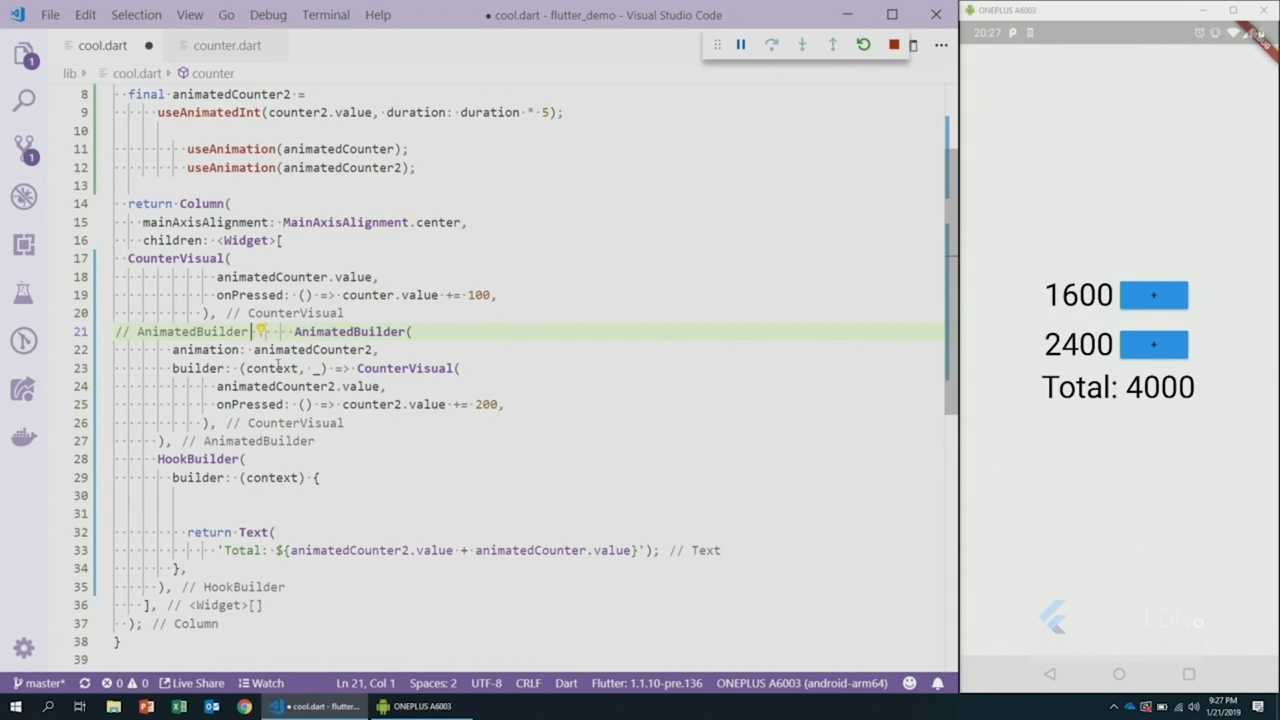 File Edit Selection View Go Debug Terminal Help
● cool.dart - flutter_demo - Visual Studio Code
ONEPLUS A6003
20:27
cool.dart ●
counter.dart
lib
cool.dart
counter
8 final animatedCounter2 =
9 useAnimatedInt(counter2.value, duration: duration * 5);
10
11 useAnimation(animatedCounter);
12 useAnimation(animatedCounter2);
13
14 return Column(
15 mainAxisAlignment: MainAxisAlignment.center,
16 children: <Widget>[
17 CounterVisual(
18 animatedCounter.value,
19 onPressed: () => counter.value += 100,
20 ), // CounterVisual
21 // AnimatedBuilder AnimatedBuilder(
22 animation: animatedCounter2,
23 builder: (context, _) => CounterVisual(
24 animatedCounter2.value,
25 onPressed: () => counter2.value += 200,
26 ), // CounterVisual
27 ), // AnimatedBuilder
28 HookBuilder(
29 builder: (context) {
30
31
32 return Text(
33 'Total: ${animatedCounter2.value + animatedCounter.value}'); // Text
34 },
35 ), // HookBuilder
36 ], // <Widget>[]
37 ); // Column
38 }
39
1600 +
2400 +
Total: 4000
LDN
master*
0 0
Live Share
Watch
Ln 21, Col 1
Spaces: 2
UTF-8
CRLF
Dart
Flutter: 1.1.10-pre.136
ONEPLUS A6003 (android-arm64)
● cool.dart - flutter...
ONEPLUS A6003
9:27 PM
1/21/2019